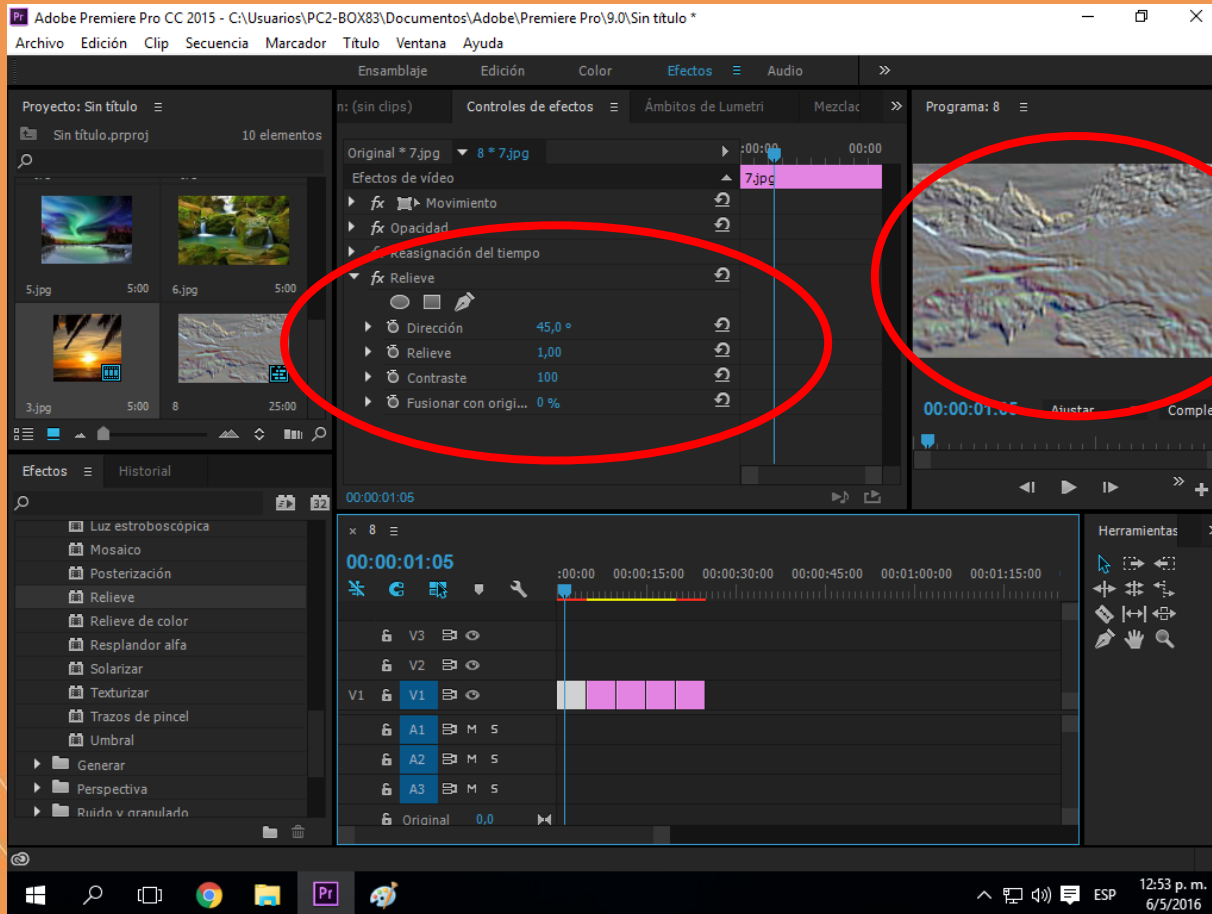 Adobe Premiere Pro CC 2015 - C:\Usuarios\PC2-BOX83\Documentos\Adobe\Premiere Pro\9.0\Sin título *
Archivo Edición Clip Secuencia Marcador Título Ventana Ayuda
Ensamblaje Edición Color Efectos Audio
Proyecto: Sin título
Sin título.prproj 10 elementos
5.jpg 5:00 6.jpg 5:00
3.jpg 5:00 8 25:00
n: (sin clips) Controles de efectos Ámbitos de Lumetri Mezclac
Original * 7.jpg 8 * 7.jpg :00:00 00:00
Efectos de vídeo 7.jpg
fx Movimiento
fx Opacidad
Reasignación del tiempo
fx Relieve
Dirección 45,0 º
Relieve 1,00
Contraste 100
Fusionar con origi... 0 %
00:00:01:05
Programa: 8
00:00:01:05 Ajustar Comple
Efectos Historial
32
Luz estroboscópica
Mosaico
Posterización
Relieve
Relieve de color
Resplandor alfa
Solarizar
Texturizar
Trazos de pincel
Umbral
Generar
Perspectiva
Ruido y granulado
× 8
00:00:01:05
:00:00 00:00:15:00 00:00:30:00 00:00:45:00 00:01:00:00 00:01:15:00
V3
V2
V1 V1
A1 M S
A2 M S
A3 M S
Original 0,0
Herramientas
Pr ESP 12:53 p. m.
6/5/2016